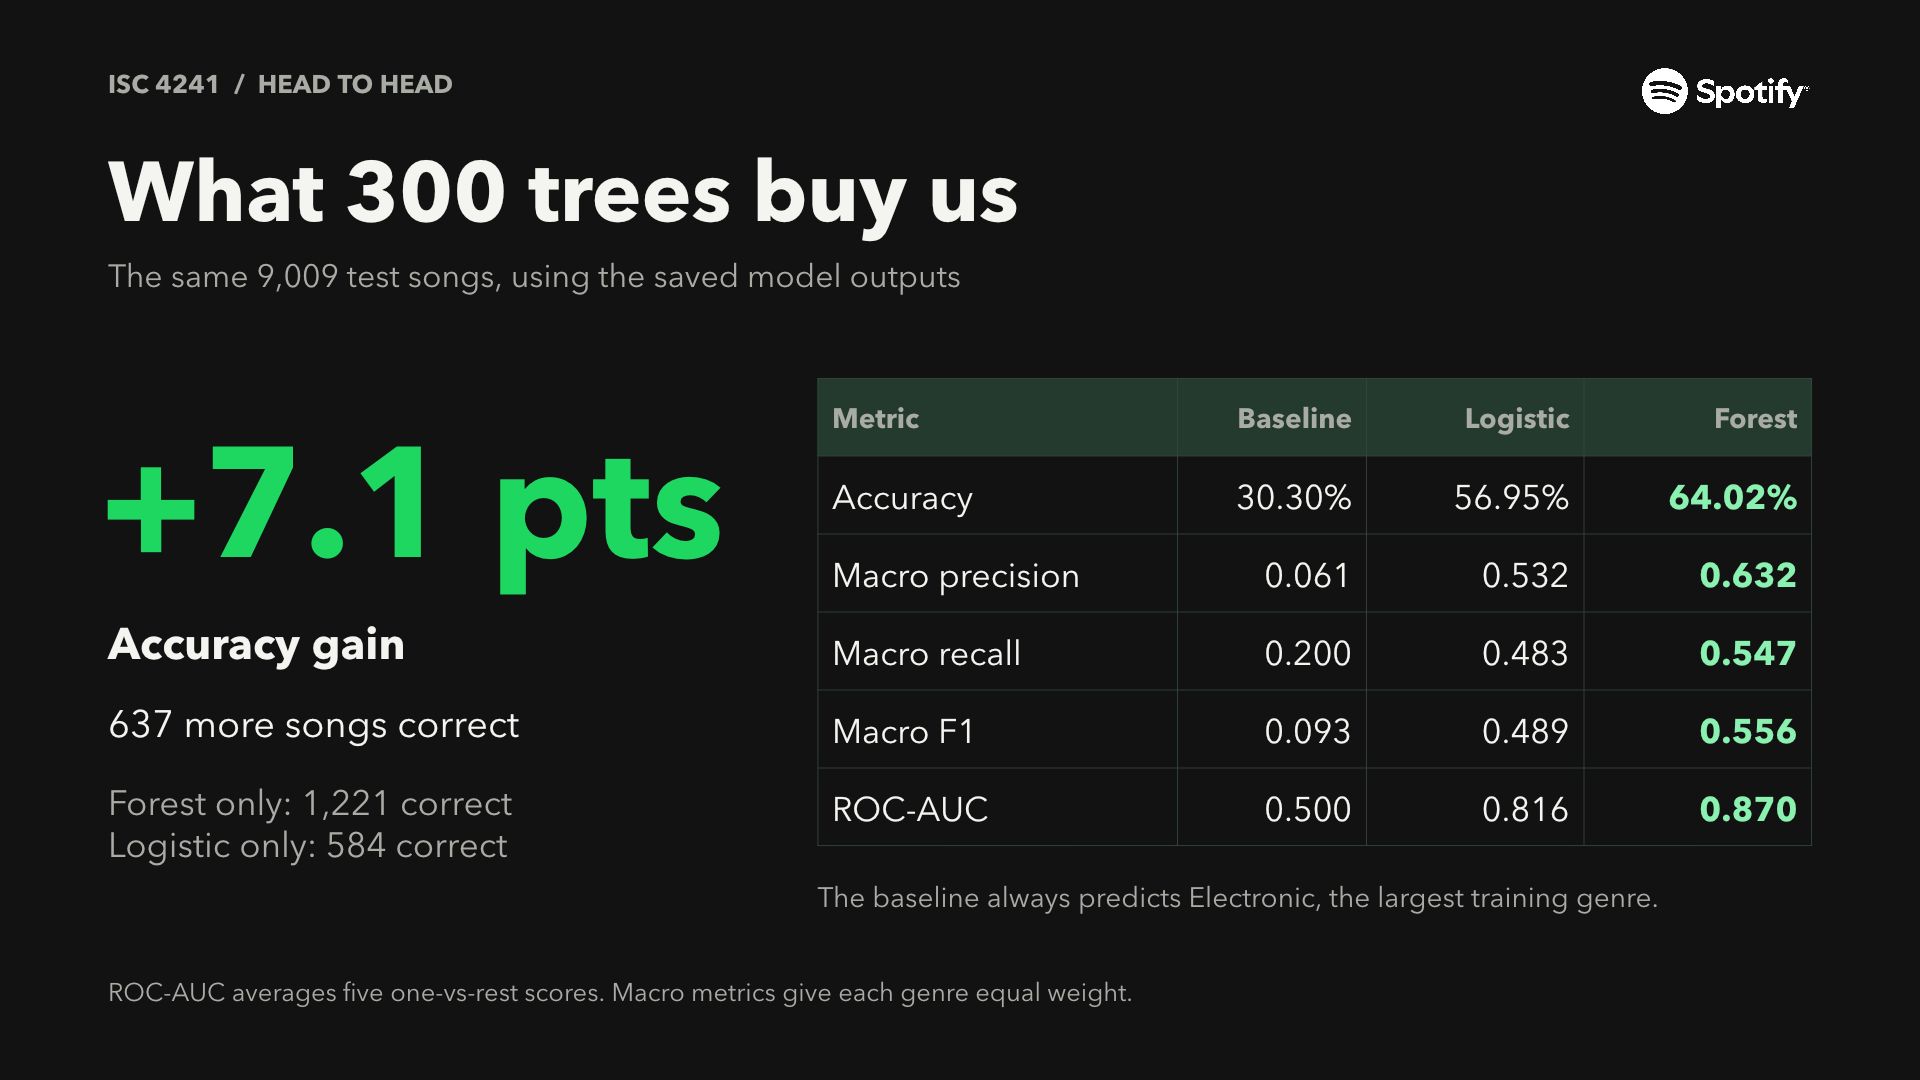 ISC 4241 / HEAD TO HEAD
Spotify
What 300 trees buy us
The same 9,009 test songs, using the saved model outputs
+7.1 pts
Accuracy gain
637 more songs correct
Forest only: 1,221 correct
Logistic only: 584 correct
Metric Baseline Logistic Forest
Accuracy 30.30% 56.95% 64.02%
Macro precision 0.061 0.532 0.632
Macro recall 0.200 0.483 0.547
Macro F1 0.093 0.489 0.556
ROC-AUC 0.500 0.816 0.870
The baseline always predicts Electronic, the largest training genre.
ROC-AUC averages five one-vs-rest scores. Macro metrics give each genre equal weight.